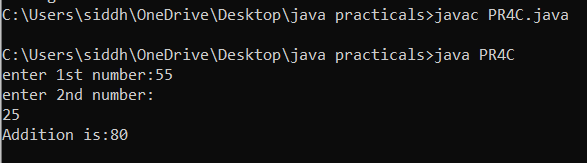 C:\Users\siddh\OneDrive\Desktop\java practicals>javac PR4C.java
C:\Users\siddh\OneDrive\Desktop\java practicals>java PR4C
enter 1st number:55
enter 2nd number:
25
Addition is:80